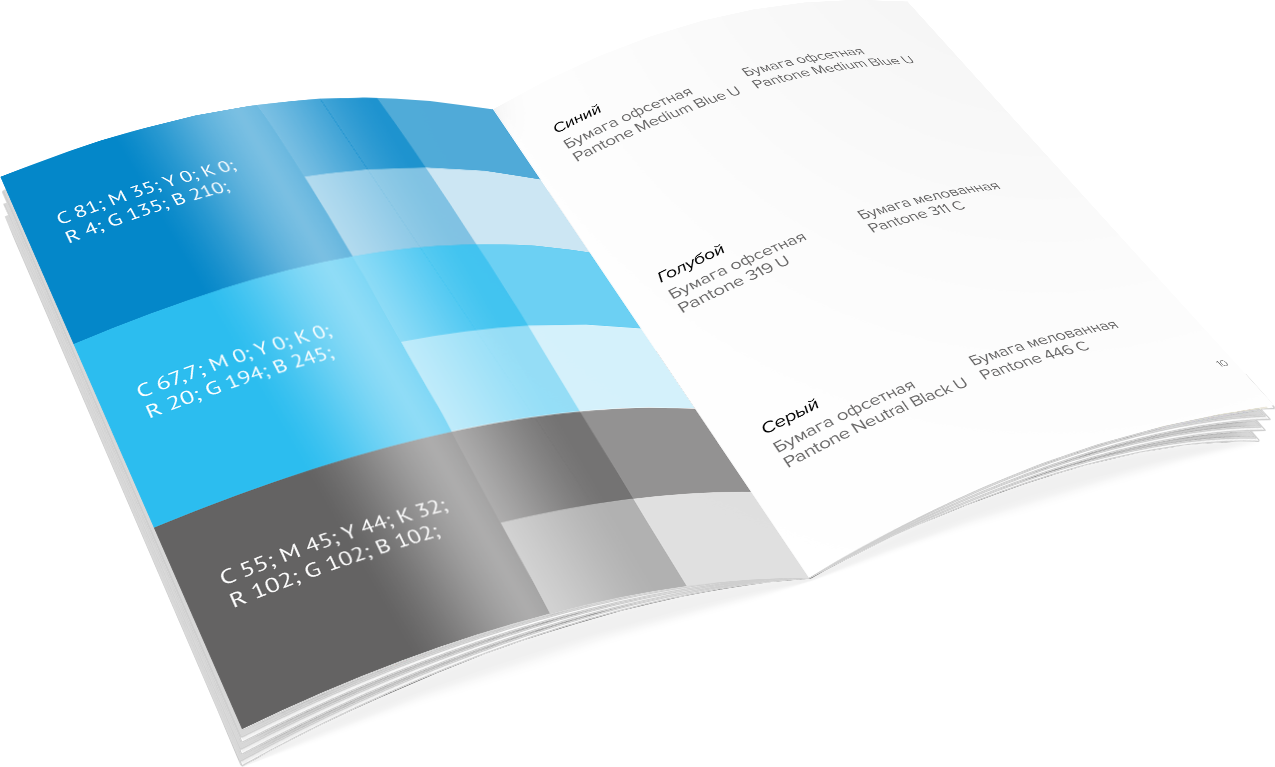 C 81; M 35; Y 0; K 0;
R 4; G 135; B 210;
C 67,7; M 0; Y 0; K 0;
R 20; G 194; B 245;
C 55; M 45; Y 44; K 32;
R 102; G 102; B 102;
Синий
Бумага офсетная
Pantone Medium Blue U
Бумага офсетная
Pantone Medium Blue U
Голубой
Бумага офсетная
Pantone 319 U
Бумага мелованная
Pantone 311 C
Серый
Бумага офсетная
Pantone Neutral Black U
Бумага мелованная
Pantone 446 C
10